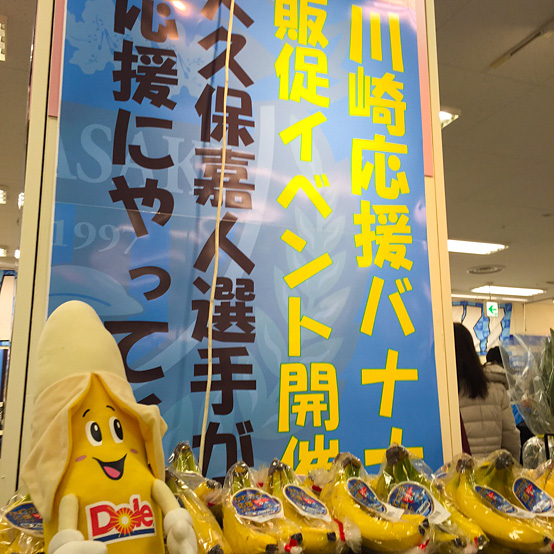 川崎応援バナナ
販促イベント開催
大久保嘉人選手が
応援にやって
1997
Dole